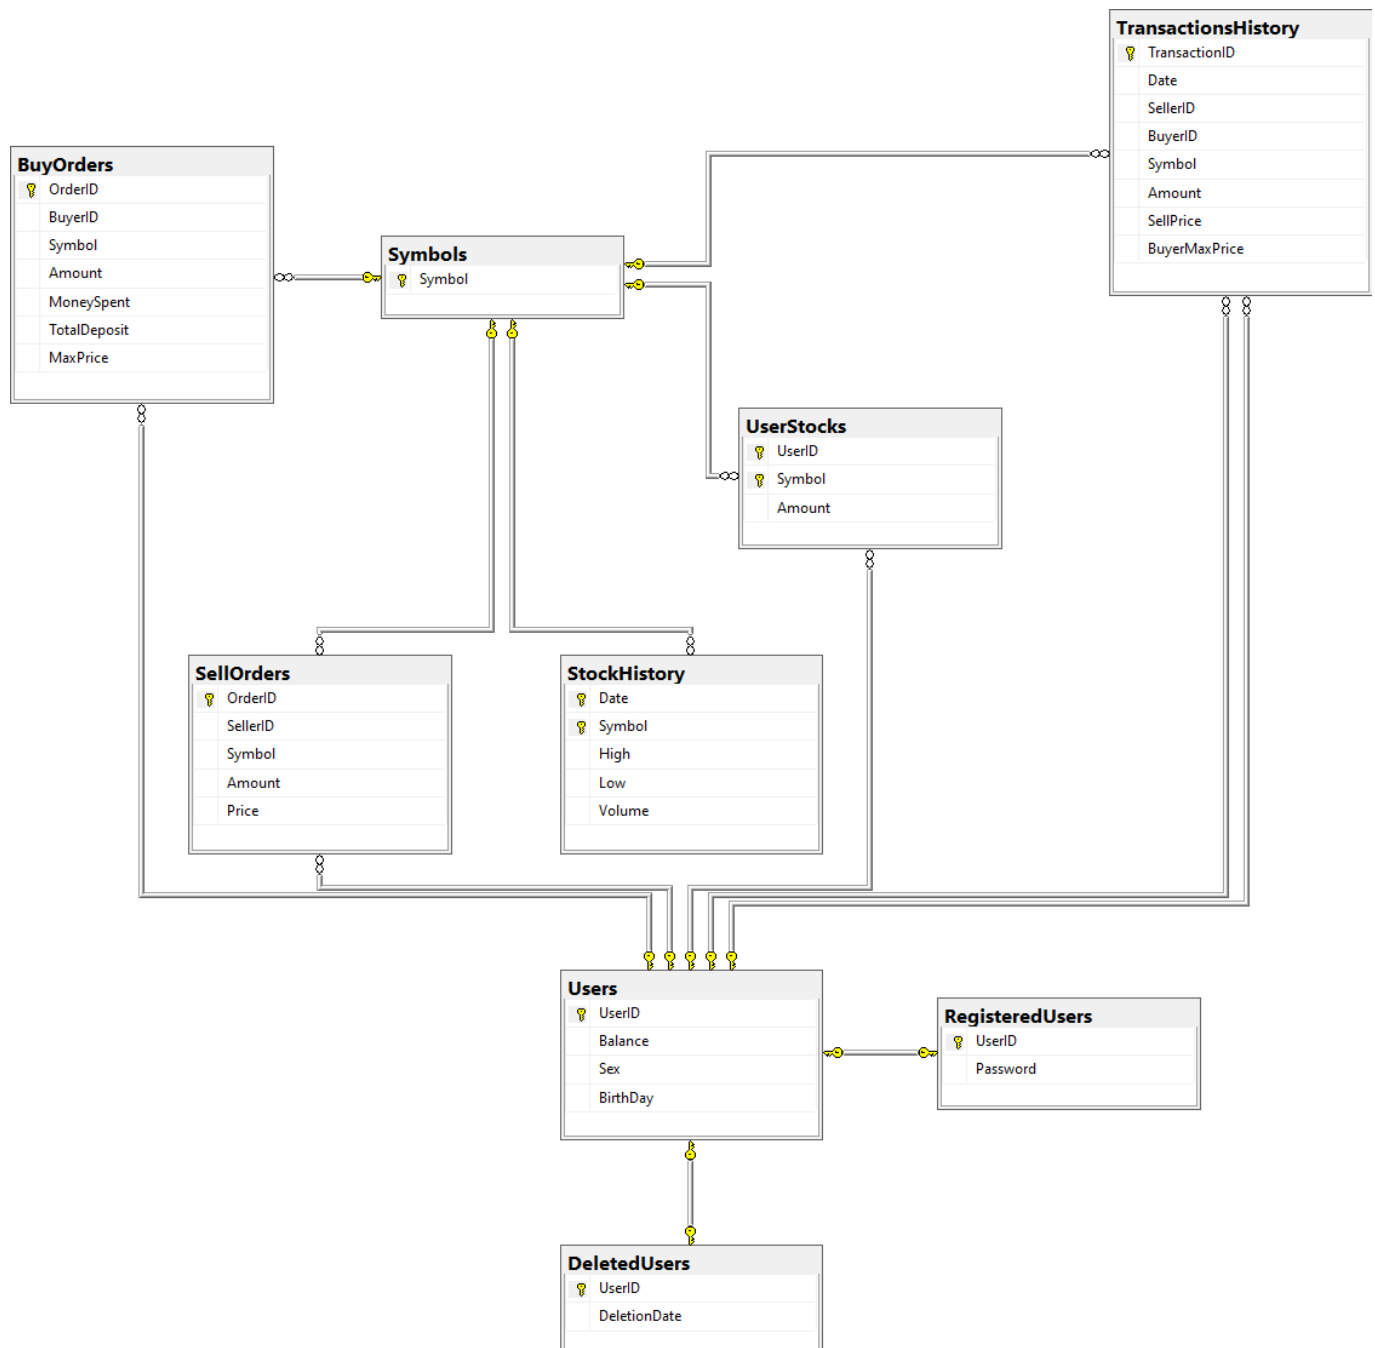 TransactionsHistory
TransactionID
Date
SellerID
BuyerID
Symbol
Amount
SellPrice
BuyerMaxPrice
BuyOrders
OrderID
BuyerID
Symbol
Amount
MoneySpent
TotalDeposit
MaxPrice
Symbols
Symbol
UserStocks
UserID
Symbol
Amount
SellOrders
OrderID
SellerID
Symbol
Amount
Price
StockHistory
Date
Symbol
High
Low
Volume
Users
UserID
Balance
Sex
BirthDay
RegisteredUsers
UserID
Password
DeletedUsers
UserID
DeletionDate